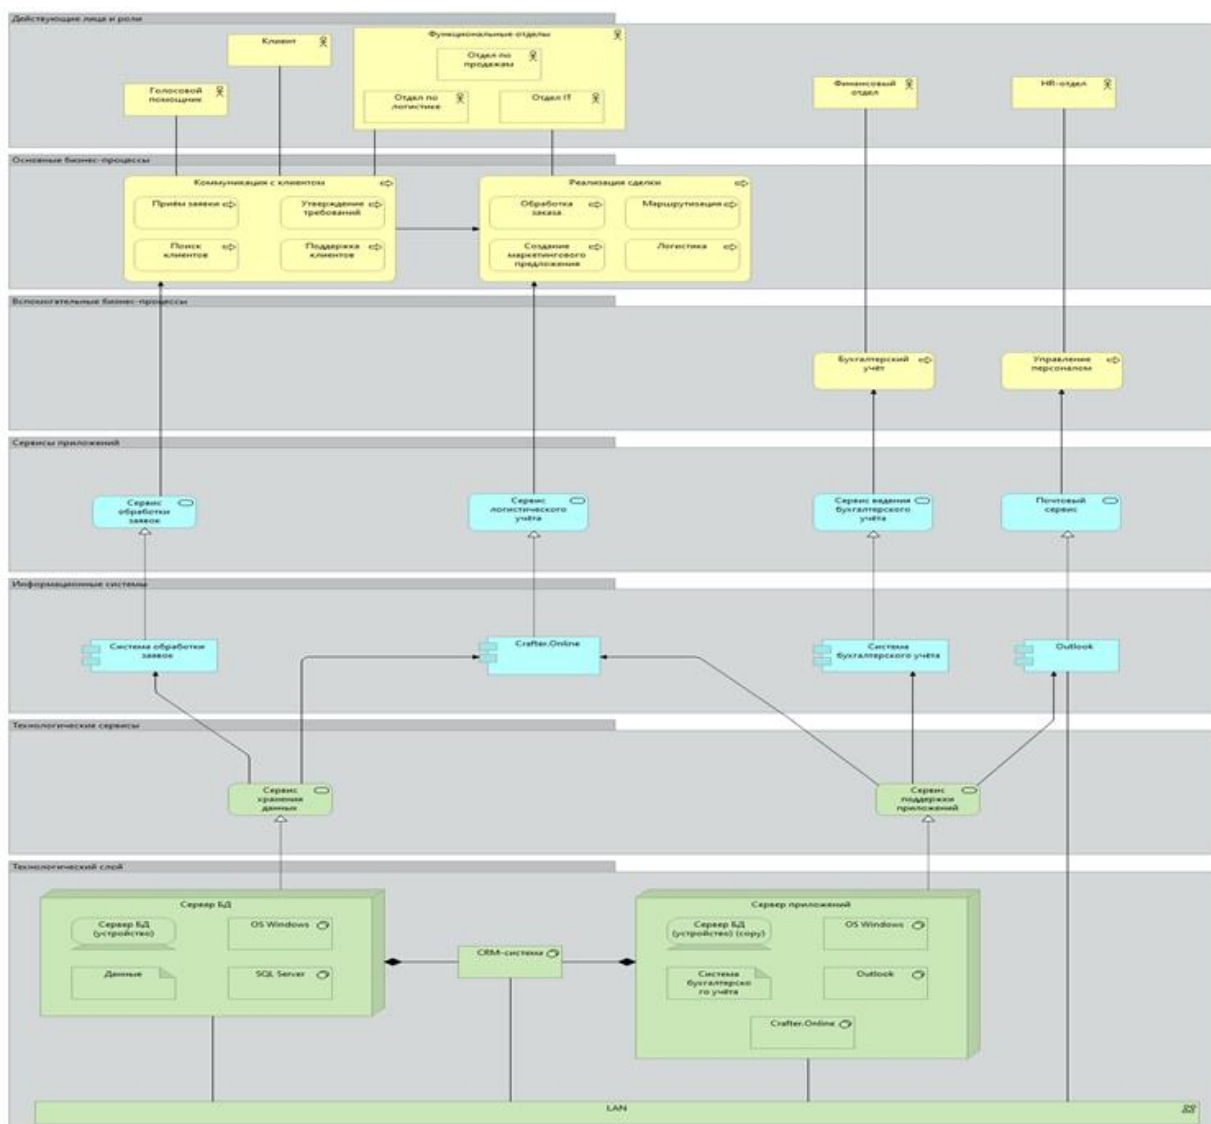 Действующие лица и роли
Клиент
Функциональные отделы
Отдел по
продажам
Голосовой
помощник
Отдел по
логистике
Отдел IT
Финансовый
отдел
HR-отдел
Основные бизнес-процессы
Коммуникация с клиентом
Приём заявки
Утверждение
требований
Поиск
клиентов
Поддержка
клиентов
Реализация сделки
Обработка
заказа
Маршрутизация
Создание
маркетингового
предложения
Логистика
Вспомогательные бизнес-процессы
Бухгалтерский
учёт
Управление
персоналом
Сервисы приложений
Сервис
обработки
заявок
Сервис
логистического
учёта
Сервис ведения
бухгалтерского
учёта
Почтовый
сервис
Информационные системы
Система обработки
заявок
Crafter.Online
Система
бухгалтерского учёта
Outlook
Технологические сервисы
Сервис
хранения
данных
Сервис
поддержки
приложений
Технологический слой
Сервер БД
Сервер БД
(устройство)
OS Windows
Данные
SQL Server
CRM-система
Сервер приложений
Сервер БД
(устройство) (copy)
OS Windows
Система
бухгалтерско
го учёта
Outlook
Crafter.Online
LAN